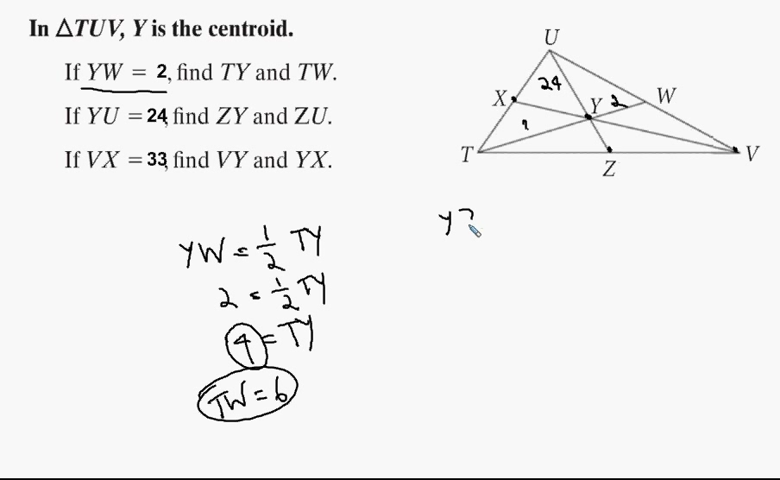 In △TUV, Y is the centroid.
If YW = 2, find TY and TW.
If YU = 24, find ZY and ZU.
If VX = 33, find VY and YX.
U
24
X
Y 2
W
?
T
Z
V
YW = 1/2 TY
2 = 1/2 TY
4 = TY
TW = 6